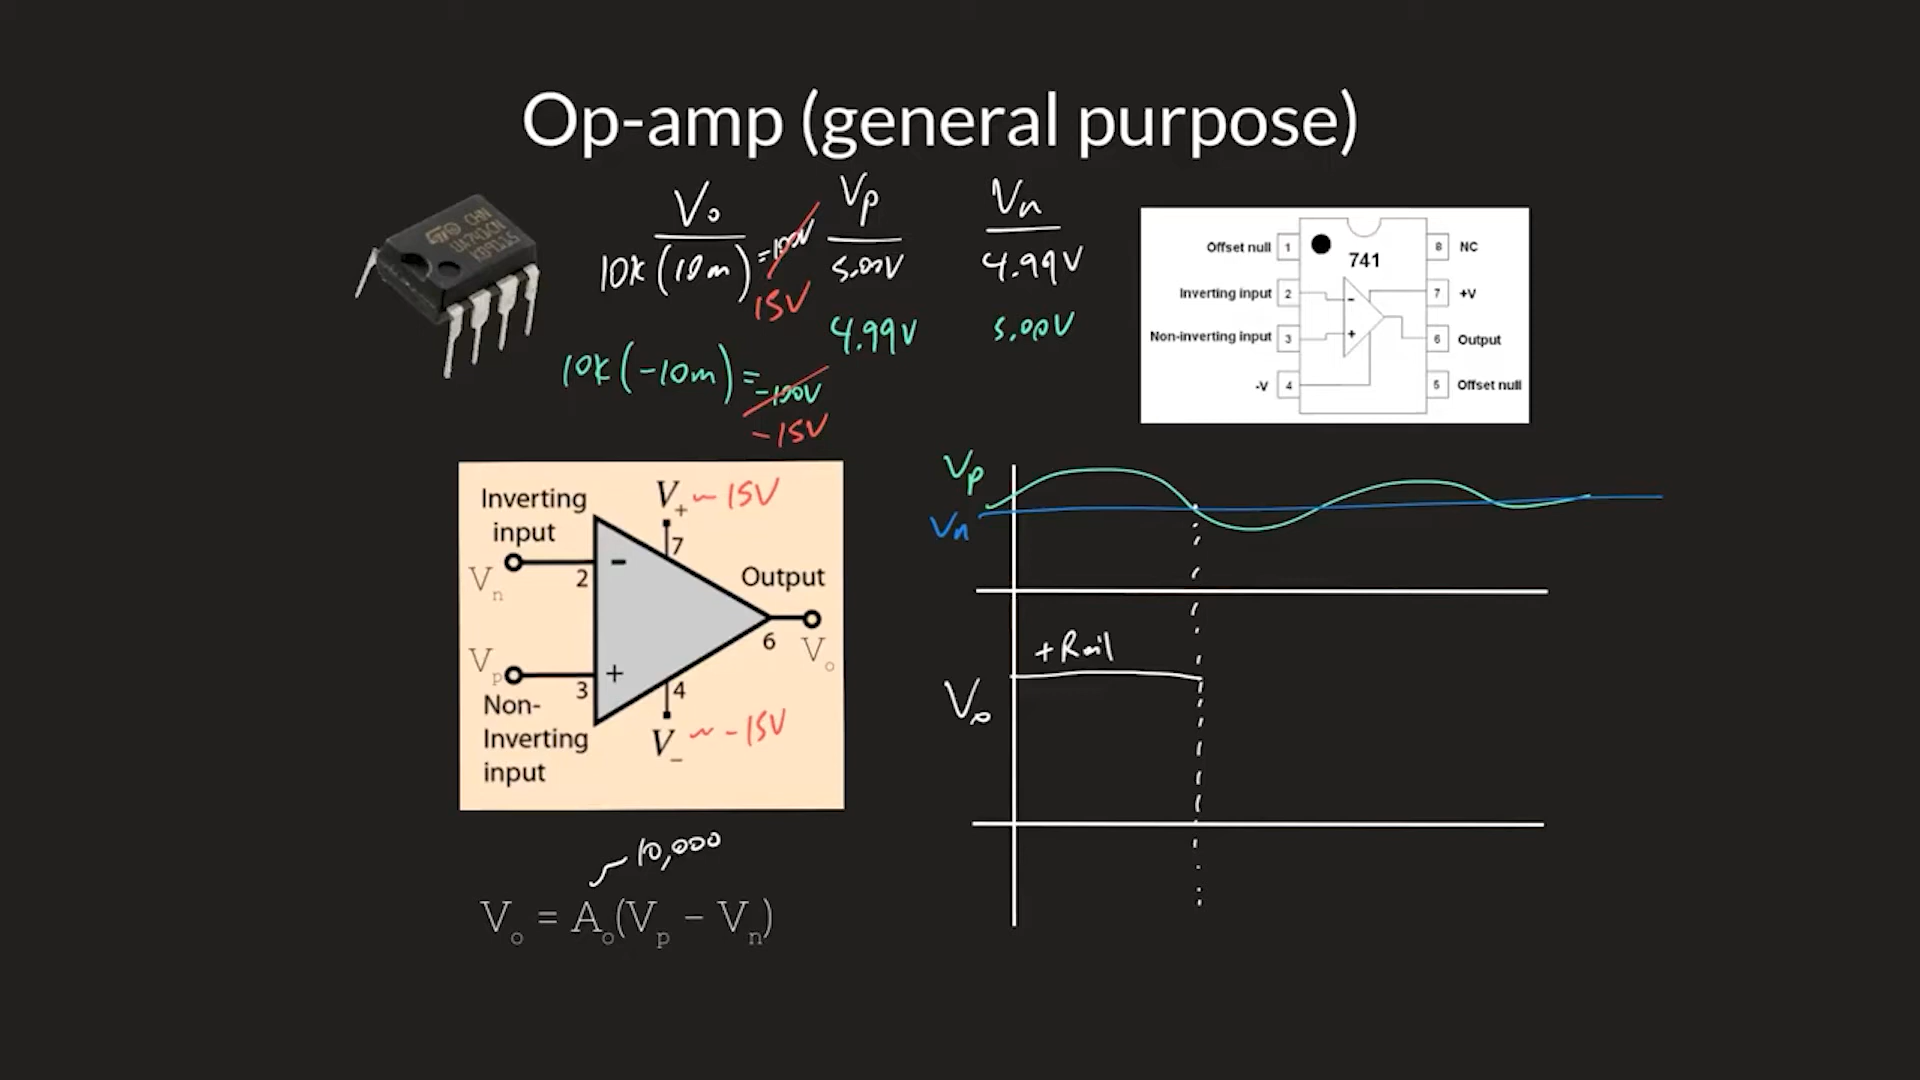 Op-amp (general purpose)
CHN
UA741CN
Vo Vp Vn
10k(10m) = 100V 5.00V 4.99V
15V
4.99V 5.00V
10k(-10m) = -100V
-15V
Offset null 1 741 8 NC
Inverting input 2 - 7 +V
Non-inverting input 3 + 6 Output
-V 4 5 Offset null
Inverting input
V+ ~ 15V
7
Vn 2 -
Output
6 Vo
Vp 3 +
4
Non-Inverting input
V- ~ -15V
~ 10,000
Vo = Ao(Vp - Vn)
Vp
Vn
+Rail
Vo